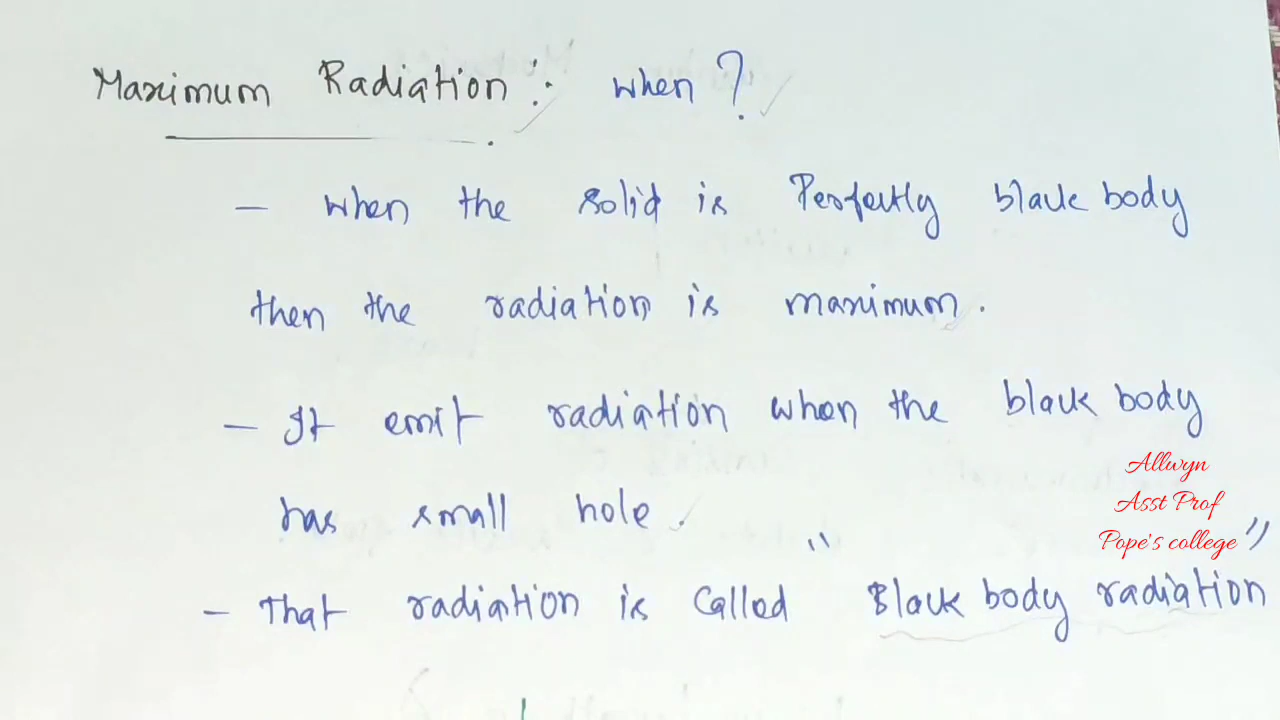 Maximum Radiation :- when ?
- when the solid is Perfectly black body
then the radiation is maximum.
- It emit radiation when the black body
has small hole.
Allwyn
Asst Prof
Pope's college
- That radiation is called "Black body radiation"